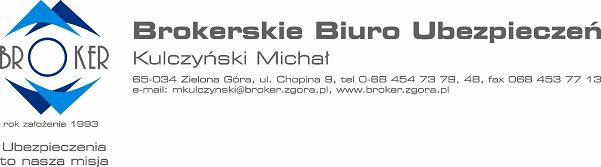 BROKER
rok założenia 1993
Ubezpieczenia
to nasza misja
Brokerskie Biuro Ubezpieczeń
Kulczyński Michał
65-034 Zielona Góra, ul. Chopina 9, tel 0-68 454 73 79, 48, fax 068 453 77 13
e-mail: mkulczynski@broker.zgora.pl, www.broker.zgora.pl